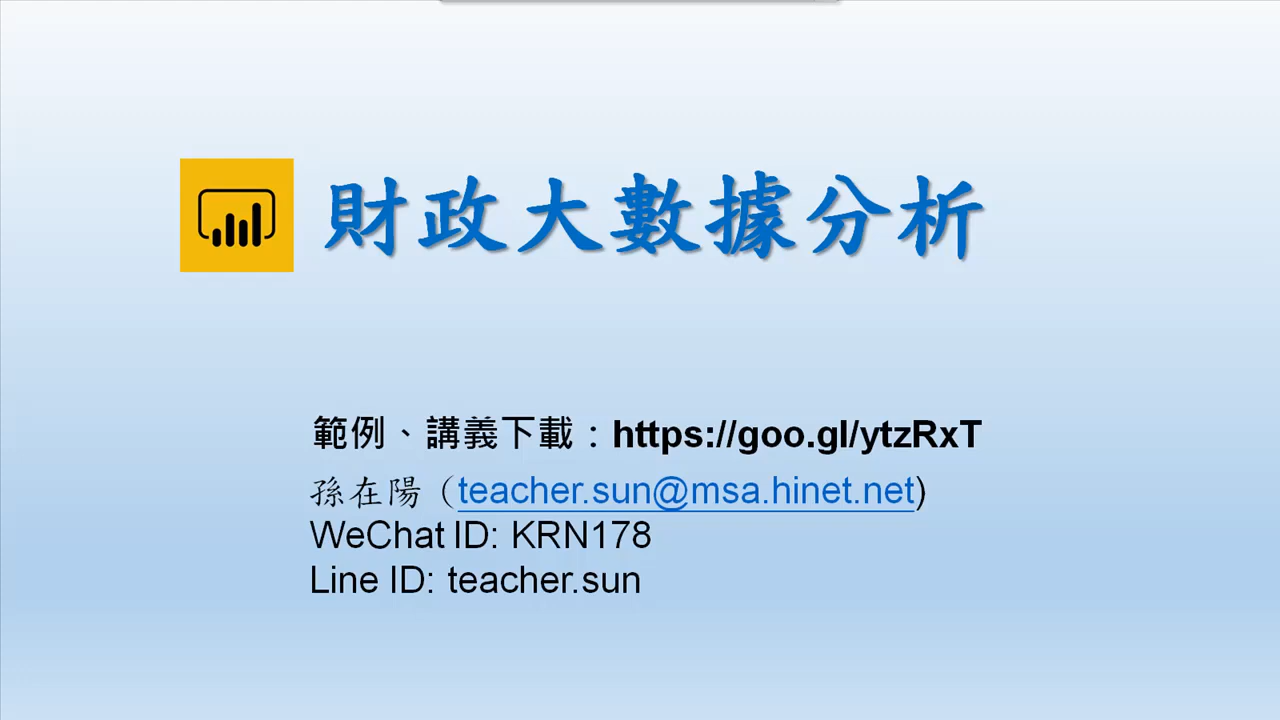 財政大數據分析
範例、講義下載：https://goo.gl/ytzRxT
孫在陽（teacher.sun@msa.hinet.net)
WeChat ID: KRN178
Line ID: teacher.sun